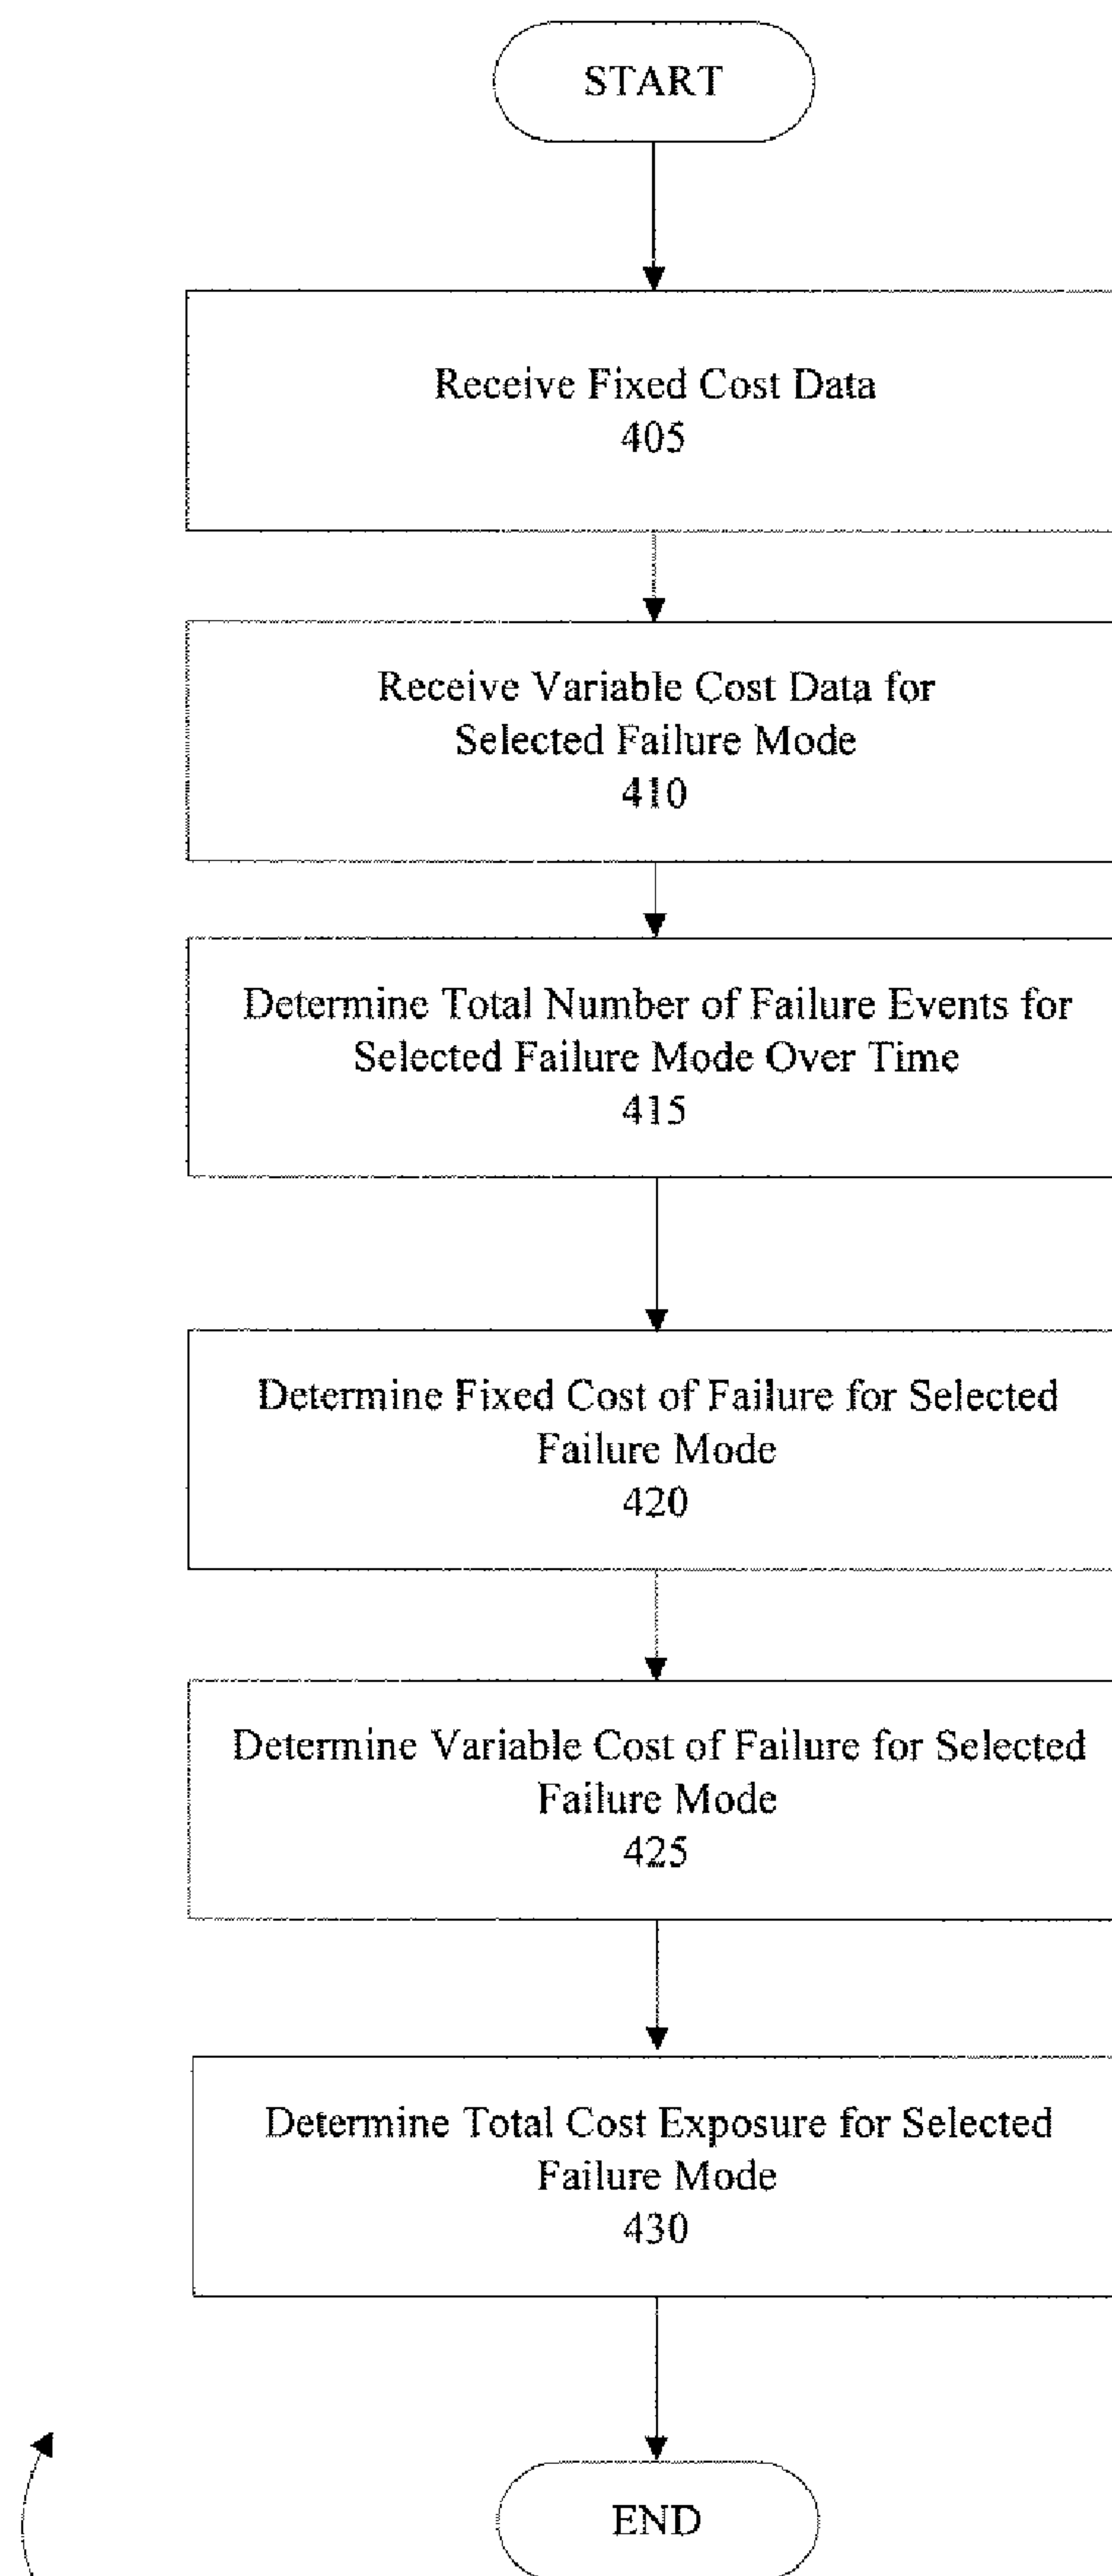 START
Receive Fixed Cost Data
405
Receive Variable Cost Data for
Selected Failure Mode
410
Determine Total Number of Failure Events for
Selected Failure Mode Over Time
415
Determine Fixed Cost of Failure for Selected
Failure Mode
420
Determine Variable Cost of Failure for Selected
Failure Mode
425
Determine Total Cost Exposure for Selected
Failure Mode
430
END